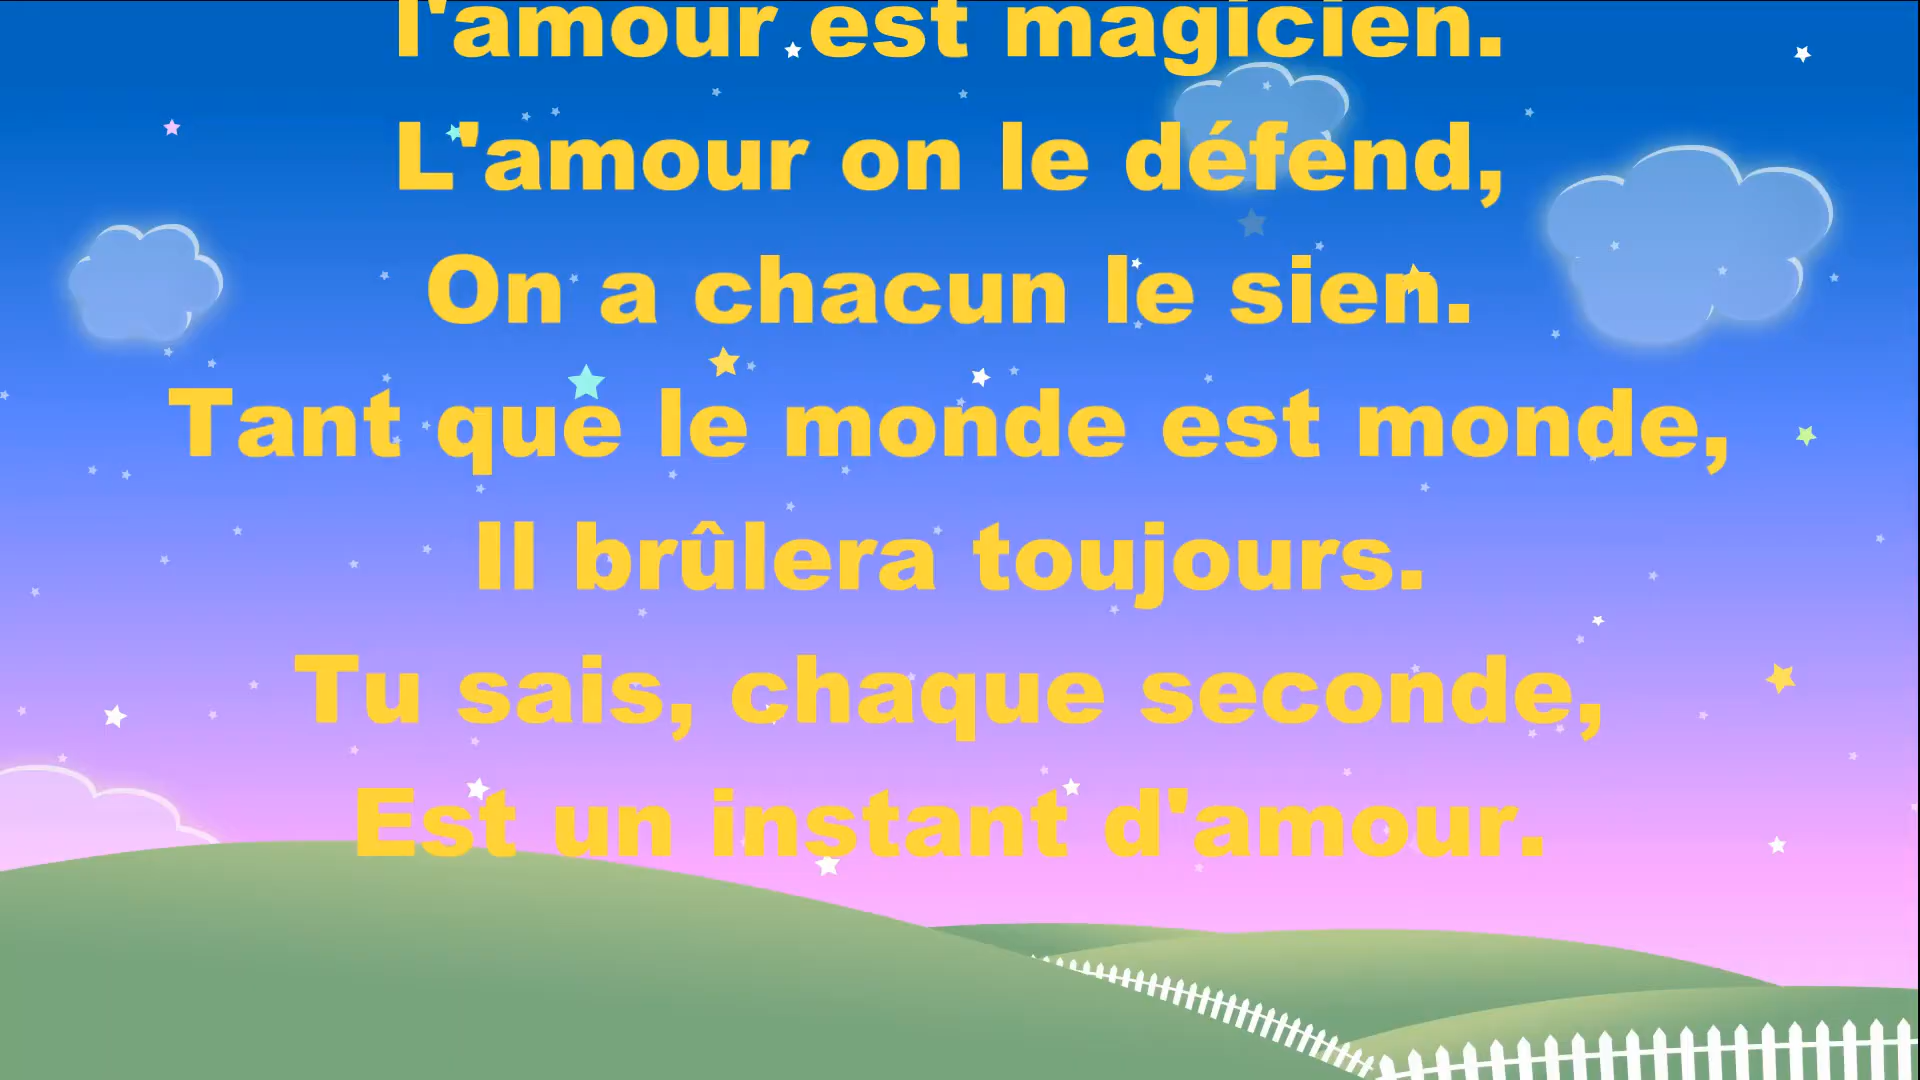 l'amour est magicien.
L'amour on le défend,
On a chacun le sien.
Tant que le monde est monde,
Il brûlera toujours.
Tu sais, chaque seconde,
Est un instant d'amour.